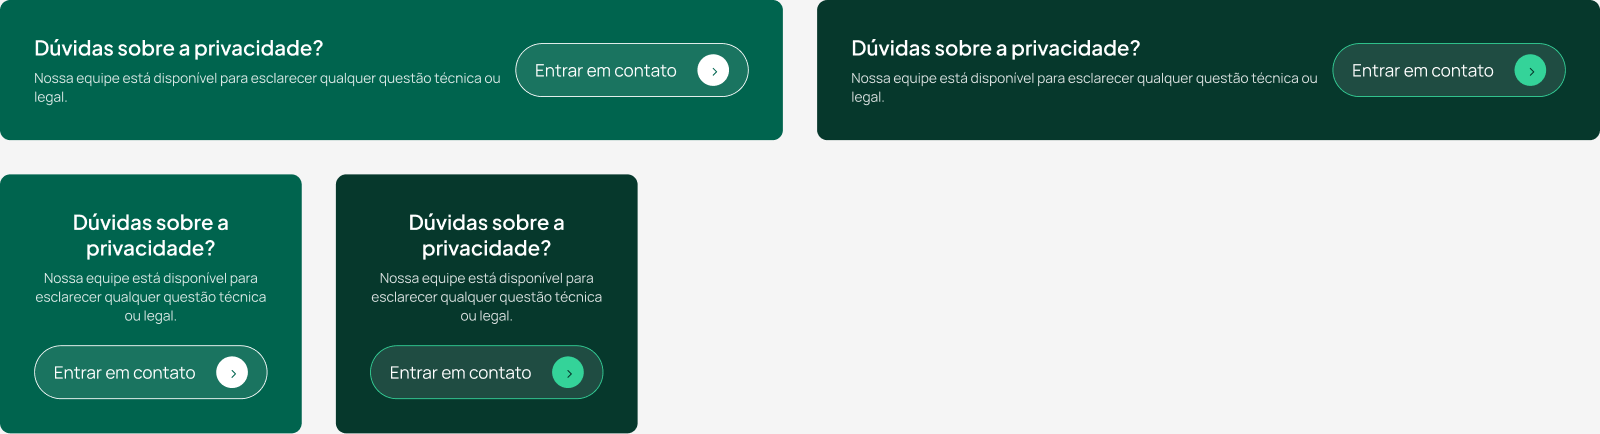 Dúvidas sobre a privacidade?
Nossa equipe está disponível para esclarecer qualquer questão técnica ou
legal.
Entrar em contato
Dúvidas sobre a privacidade?
Nossa equipe está disponível para esclarecer qualquer questão técnica ou
legal.
Entrar em contato
Dúvidas sobre a
privacidade?
Nossa equipe está disponível para
esclarecer qualquer questão técnica
ou legal.
Entrar em contato
Dúvidas sobre a
privacidade?
Nossa equipe está disponível para
esclarecer qualquer questão técnica
ou legal.
Entrar em contato